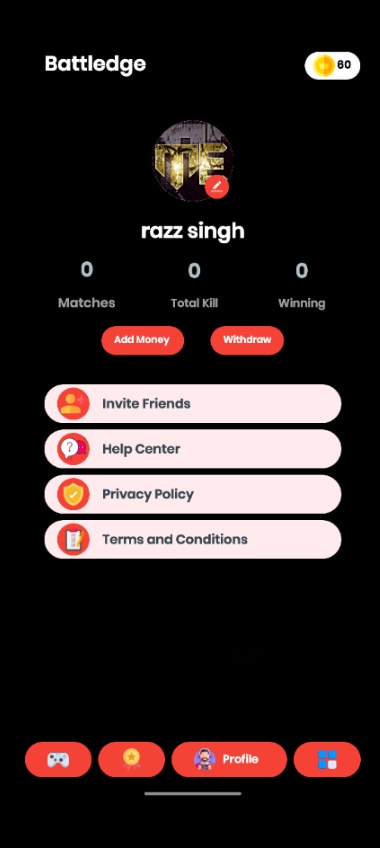 Battledge
60
razz singh
0 0 0
Matches Total Kill Winning
Add Money Withdraw
Invite Friends
? Help Center
Privacy Policy
Terms and Conditions
Profile